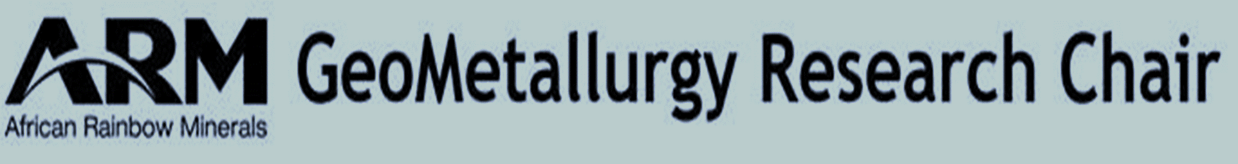 ARM GeoMetallurgy Research Chair
African Rainbow Minerals